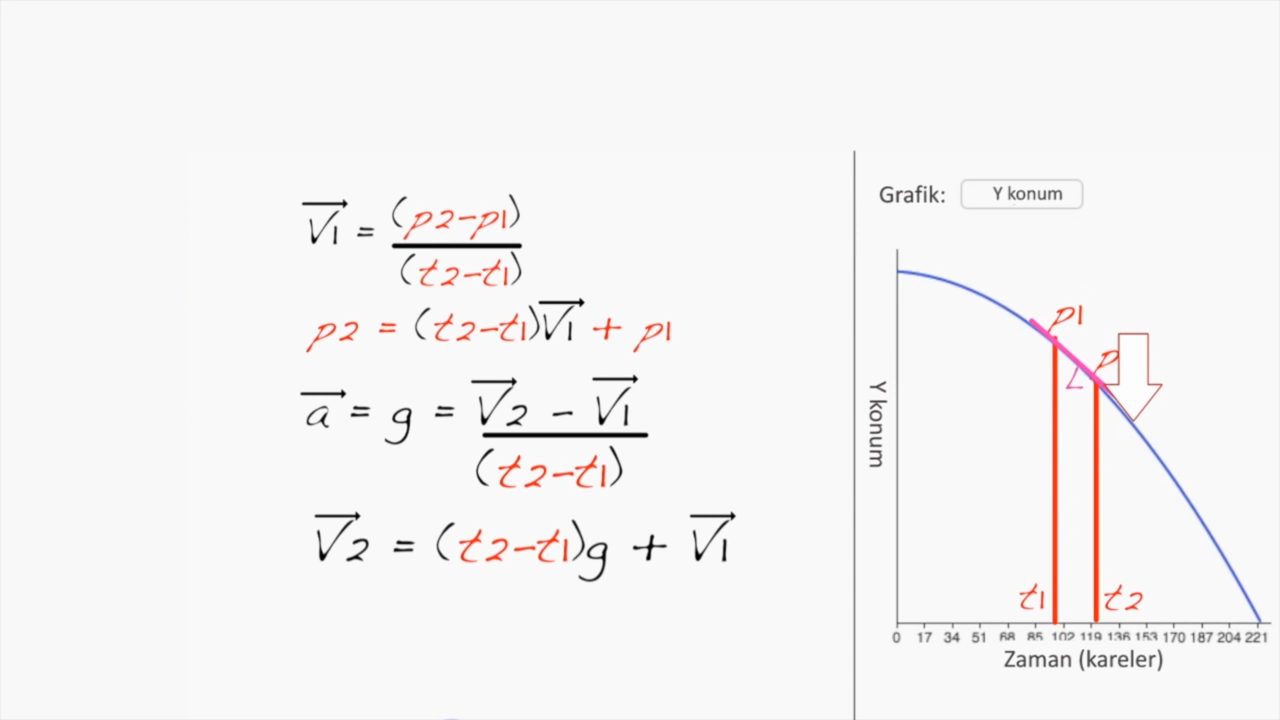 V1 = (p2-p1)
(t2-t1)
p2 = (t2-t1)V1 + p1
a = g = V2 - V1
(t2-t1)
V2 = (t2-t1)g + V1
Grafik: Y konum
Y konum
p1
p
L
t1 t2
0 17 34 51 68 85 102 119 136 153 170 187 204 221
Zaman (kareler)